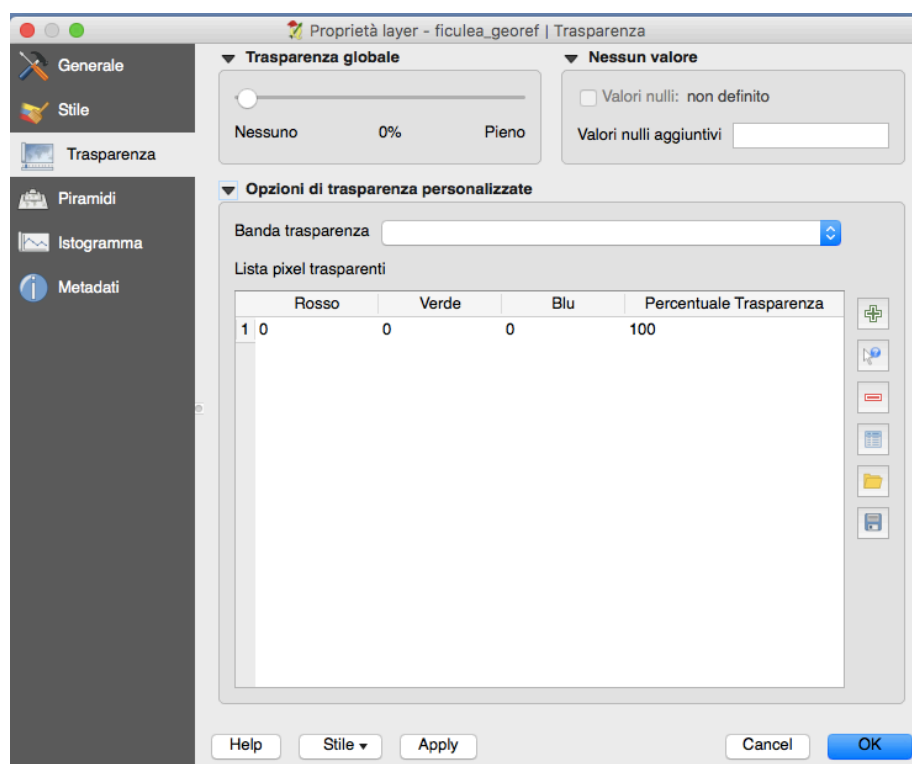 Proprietà layer - ficulea_georef | Trasparenza
Generale
Stile
Trasparenza
Piramidi
Istogramma
Metadati
Trasparenza globale
Nessuno 0% Pieno
Nessun valore
Valori nulli: non definito
Valori nulli aggiuntivi
Opzioni di trasparenza personalizzate
Banda trasparenza
Lista pixel trasparenti
Rosso Verde Blu Percentuale Trasparenza
1 0 0 0 100
Help Stile Apply Cancel OK